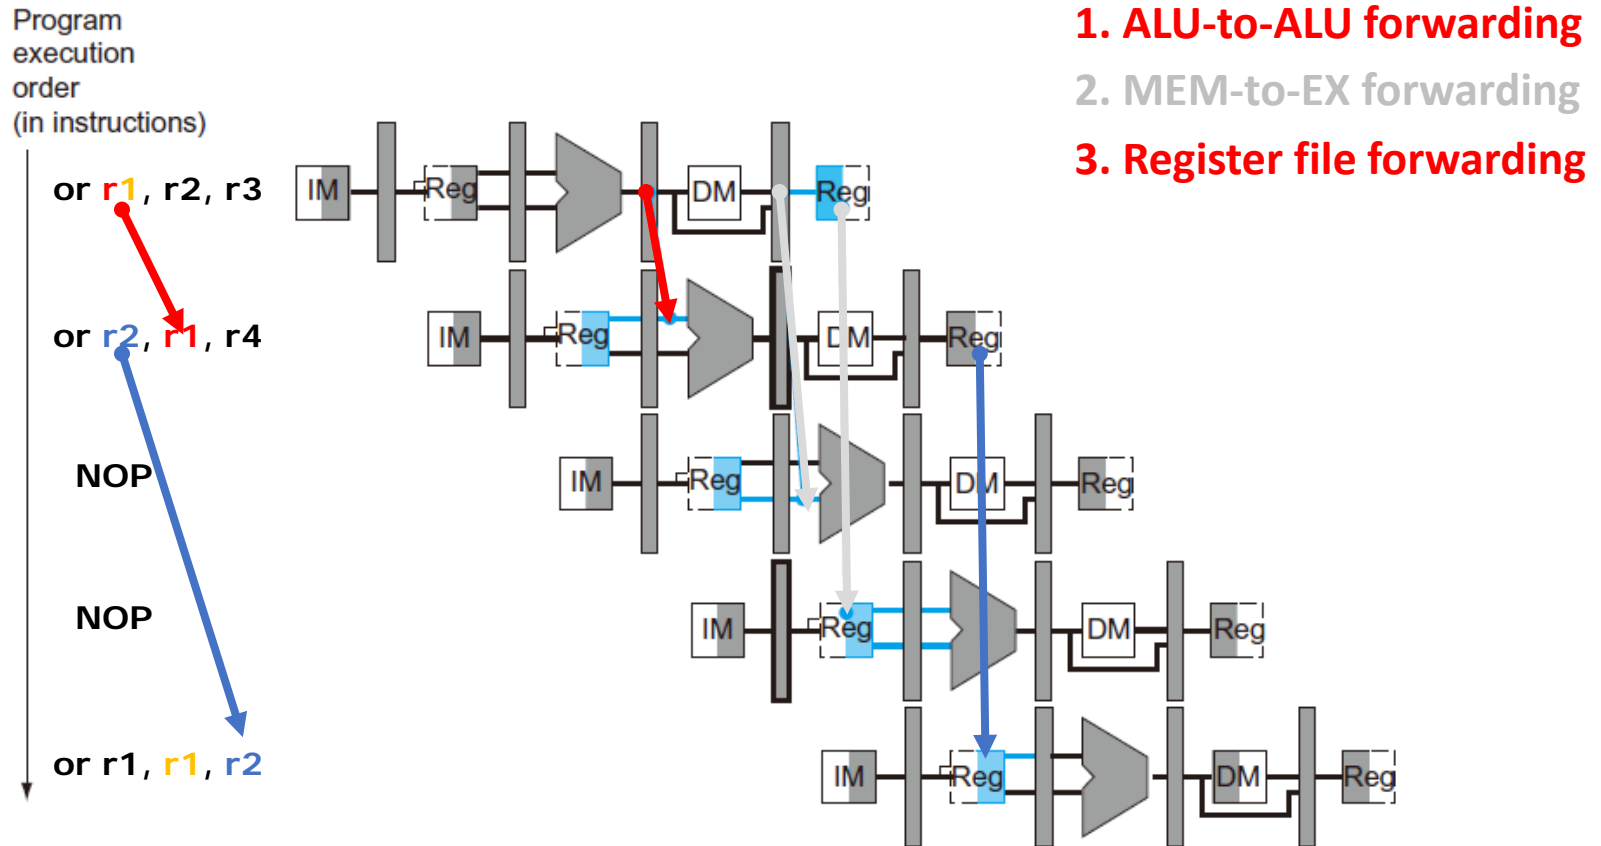 Program
execution
order
(in instructions)
1. ALU-to-ALU forwarding
2. MEM-to-EX forwarding
3. Register file forwarding
or r1, r2, r3
IM Reg DM Reg
or r2, r1, r4
IM Reg DM Reg
NOP
IM Reg DM Reg
NOP
IM Reg DM Reg
or r1, r1, r2
IM Reg DM Reg